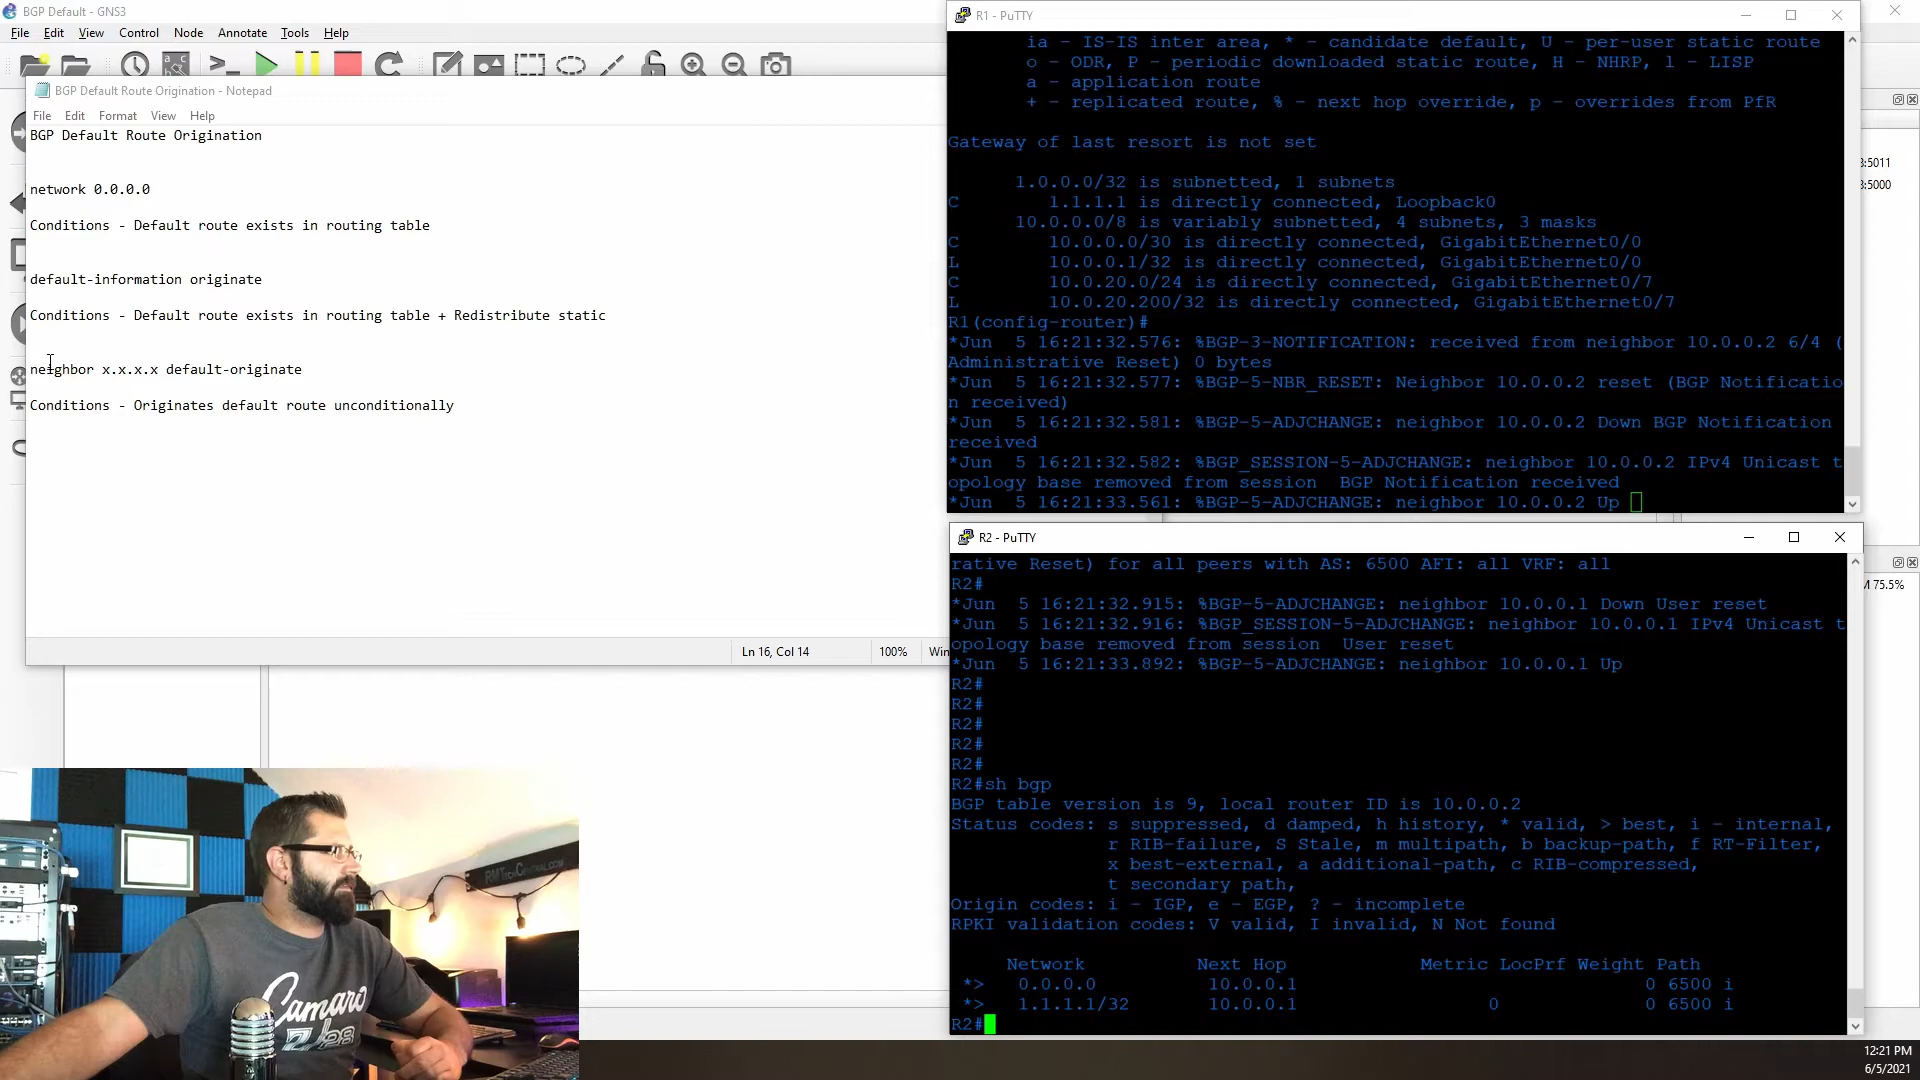 BGP Default - GNS3
File Edit View Control Node Annotate Tools Help
BGP Default Route Origination - Notepad
File Edit Format View Help
BGP Default Route Origination
network 0.0.0.0
Conditions - Default route exists in routing table
default-information originate
Conditions - Default route exists in routing table + Redistribute static
neighbor x.x.x.x default-originate
Conditions - Originates default route unconditionally
Ln 16, Col 14 100% Win
R1 - PuTTY
ia - IS-IS inter area, * - candidate default, U - per-user static route
o - ODR, P - periodic downloaded static route, H - NHRP, l - LISP
a - application route
+ - replicated route, % - next hop override, p - overrides from PfR
Gateway of last resort is not set
1.0.0.0/32 is subnetted, 1 subnets
C 1.1.1.1 is directly connected, Loopback0
10.0.0.0/8 is variably subnetted, 4 subnets, 3 masks
C 10.0.0.0/30 is directly connected, GigabitEthernet0/0
L 10.0.0.1/32 is directly connected, GigabitEthernet0/0
C 10.0.20.0/24 is directly connected, GigabitEthernet0/7
L 10.0.20.200/32 is directly connected, GigabitEthernet0/7
R1(config-router)#
*Jun 5 16:21:32.576: %BGP-3-NOTIFICATION: received from neighbor 10.0.0.2 6/4 (
Administrative Reset) 0 bytes
*Jun 5 16:21:32.577: %BGP-5-NBR_RESET: Neighbor 10.0.0.2 reset (BGP Notificatio
n received)
*Jun 5 16:21:32.581: %BGP-5-ADJCHANGE: neighbor 10.0.0.2 Down BGP Notification
received
*Jun 5 16:21:32.582: %BGP_SESSION-5-ADJCHANGE: neighbor 10.0.0.2 IPv4 Unicast t
opology base removed from session BGP Notification received
*Jun 5 16:21:33.561: %BGP-5-ADJCHANGE: neighbor 10.0.0.2 Up
:5011
:5000
R2 - PuTTY
rative Reset) for all peers with AS: 6500 AFI: all VRF: all
R2#
*Jun 5 16:21:32.915: %BGP-5-ADJCHANGE: neighbor 10.0.0.1 Down User reset
*Jun 5 16:21:32.916: %BGP_SESSION-5-ADJCHANGE: neighbor 10.0.0.1 IPv4 Unicast t
opology base removed from session User reset
*Jun 5 16:21:33.892: %BGP-5-ADJCHANGE: neighbor 10.0.0.1 Up
R2#
R2#
R2#
R2#
R2#
R2#sh bgp
BGP table version is 9, local router ID is 10.0.0.2
Status codes: s suppressed, d damped, h history, * valid, > best, i - internal,
r RIB-failure, S Stale, m multipath, b backup-path, f RT-Filter,
x best-external, a additional-path, c RIB-compressed,
t secondary path,
Origin codes: i - IGP, e - EGP, ? - incomplete
RPKI validation codes: V valid, I invalid, N Not found
Network Next Hop Metric LocPrf Weight Path
*> 0.0.0.0 10.0.0.1 0 6500 i
*> 1.1.1.1/32 10.0.0.1 0 0 6500 i
R2#
M 75.5%
RMTechCentral.com
Camaro
Z/28
12:21 PM
6/5/2021